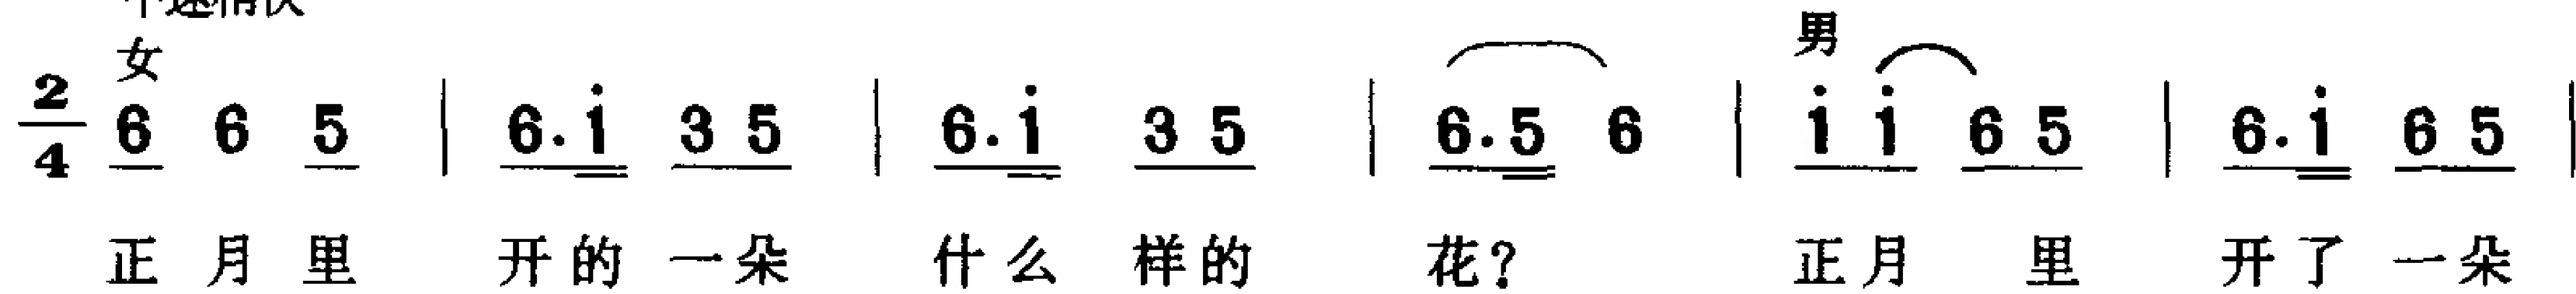 女 男
2/4 6 6 5 | 6·i̇ 3 5 | 6·i̇ 3 5 | 6·5 6 | i̇ i̇ 6 5 | 6·i̇ 6 5 |
正月里 开的一朵 什么样的 花？ 正月里 开了一朵